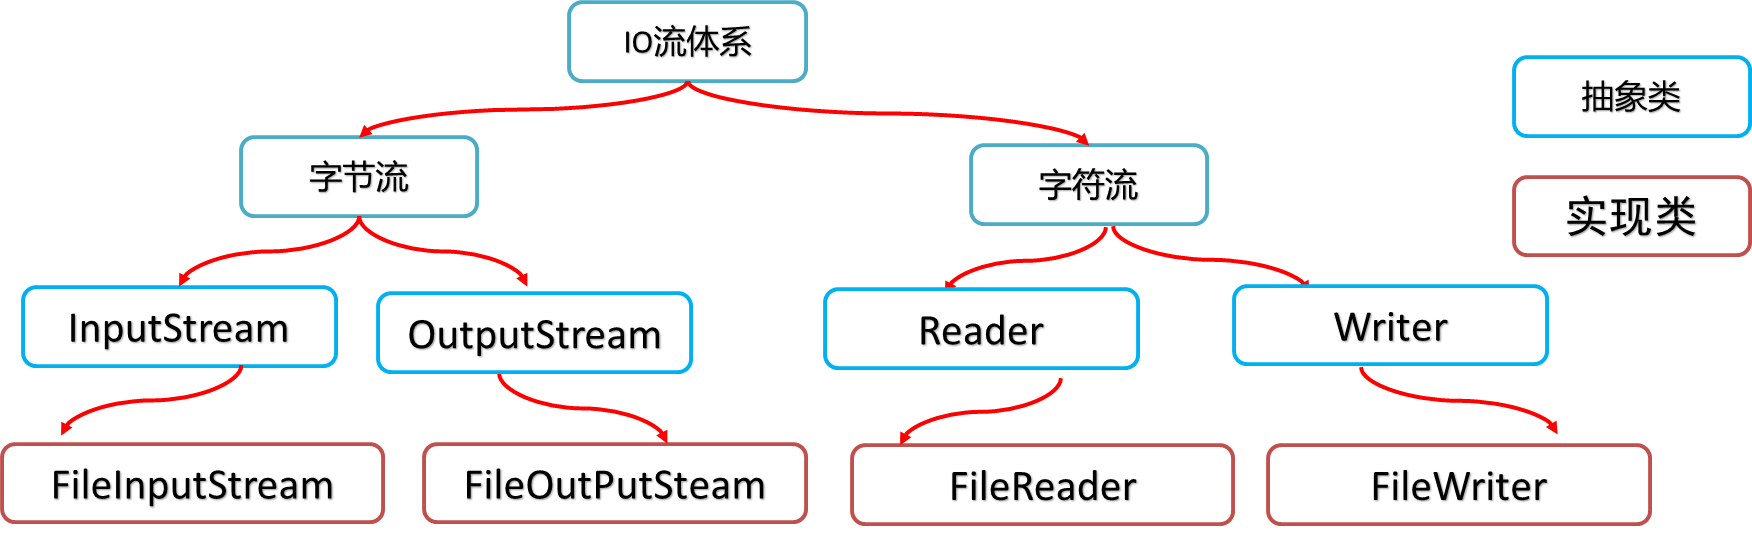 IO流体系
抽象类
字节流
字符流
实现类
InputStream
OutputStream
Reader
Writer
FileInputStream
FileOutPutSteam
FileReader
FileWriter